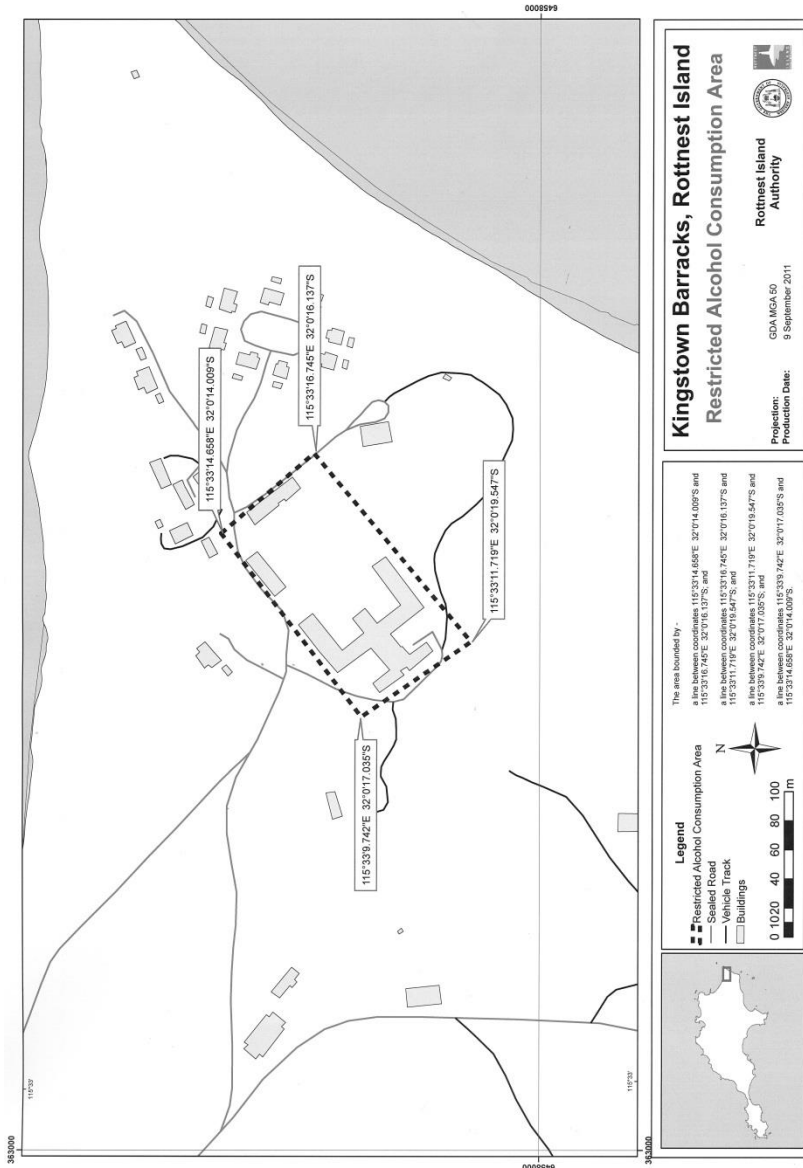 6458000
363000
115°33'
115°33'14.658"E 32°0'14.009"S
115°33'16.745"E 32°0'16.137"S
115°33'9.742"E 32°0'17.035"S
115°33'11.719"E 32°0'19.547"S
115°33'
363000
6458000
Legend
Restricted Alcohol Consumption Area
Sealed Road
Vehicle Track
Buildings
N
0 10 20 40 60 80 100
m
The area bounded by -
a line between coordinates 115°33'14.658"E 32°0'14.009"S and
115°33'16.745"E 32°0'16.137"S; and
a line between coordinates 115°33'16.745"E 32°0'16.137"S and
115°33'11.719"E 32°0'19.547"S; and
a line between coordinates 115°33'11.719"E 32°0'19.547"S and
115°33'9.742"E 32°0'17.035"S; and
a line between coordinates 115°33'9.742"E 32°0'17.035"S and
115°33'14.658"E 32°0'14.009"S.
Kingstown Barracks, Rottnest Island
Restricted Alcohol Consumption Area
Projection: GDA MGA 50
Production Date: 9 September 2011
Rottnest Island
Authority